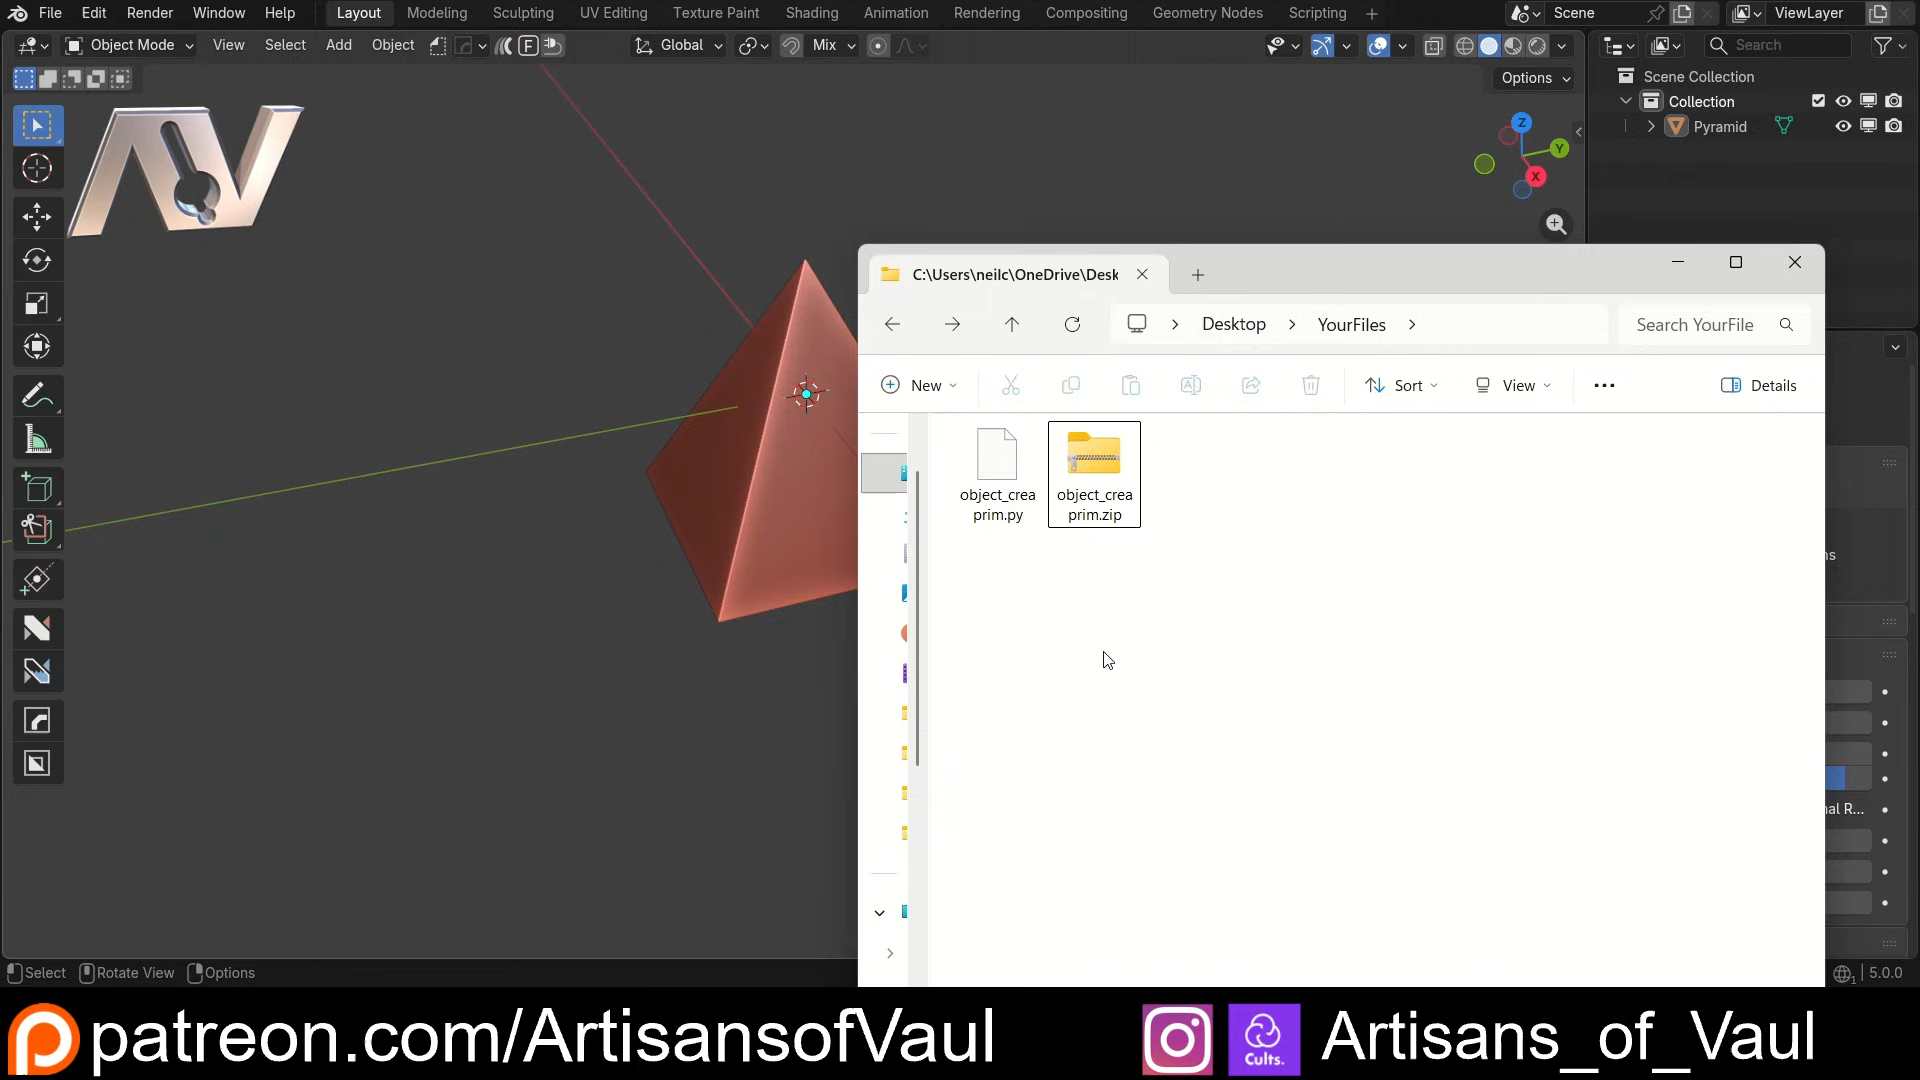 File Edit Render Window Help Layout Modeling Sculpting UV Editing Texture Paint Shading Animation Rendering Compositing Geometry Nodes Scripting + Scene ViewLayer
Object Mode View Select Add Object F Global Mix Search
Options
Scene Collection
Collection
Pyramid
Z
Y
X
C:\Users\neilc\OneDrive\Desk
Desktop > YourFiles > Search YourFile
New Sort View ... Details
object_crea
prim.py
object_crea
prim.zip
ns
nal R...
Select Rotate View Options 5.0.0
patreon.com/ArtisansofVaul Cults. Artisans_of_Vaul